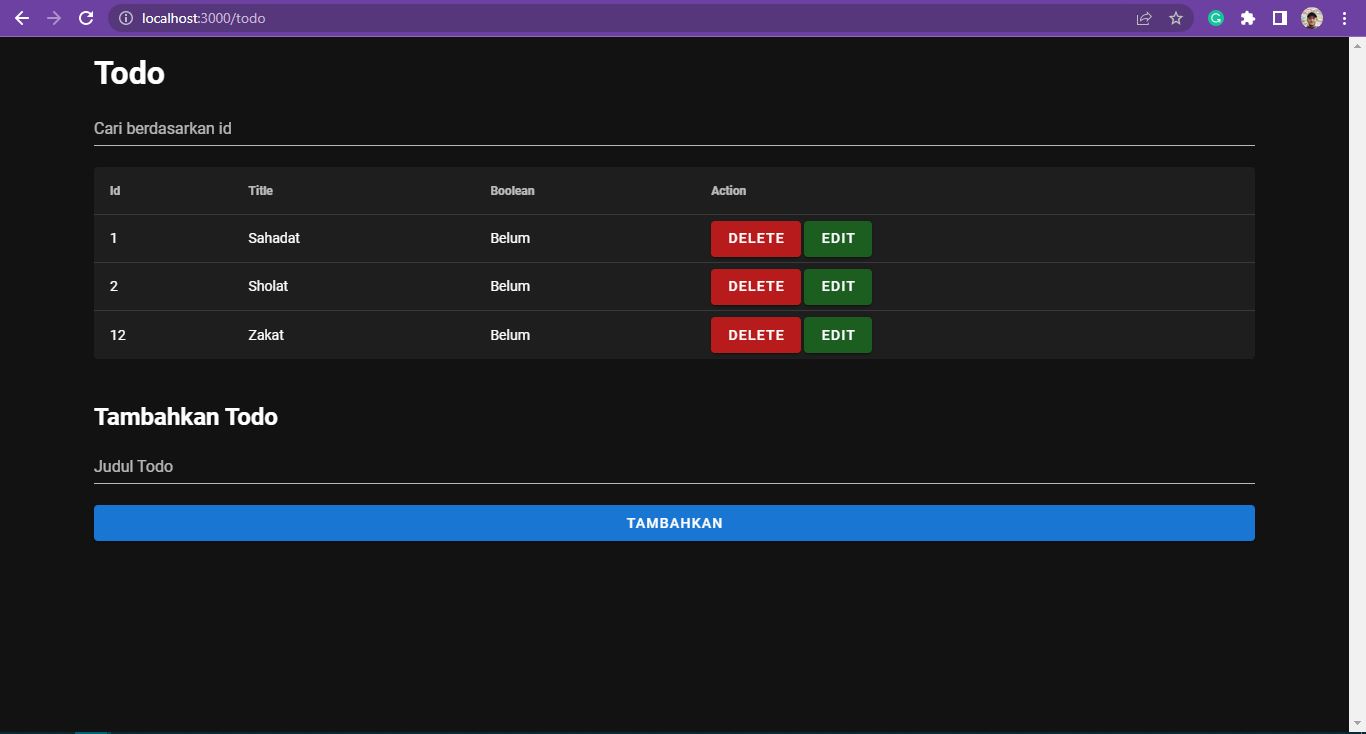 localhost:3000/todo
Todo
Cari berdasarkan id
Id Title Boolean Action
1 Sahadat Belum DELETE EDIT
2 Sholat Belum DELETE EDIT
12 Zakat Belum DELETE EDIT
Tambahkan Todo
Judul Todo
TAMBAHKAN